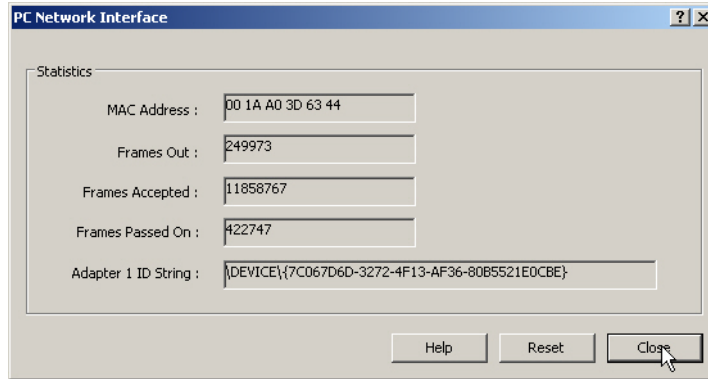 PC Network Interface
Statistics
MAC Address : 00 1A A0 3D 63 44
Frames Out : 249973
Frames Accepted : 11858767
Frames Passed On : 422747
Adapter 1 ID String : \DEVICE\{7C067D6D-3272-4F13-AF36-80B5521E0CBE}
Help Reset Close